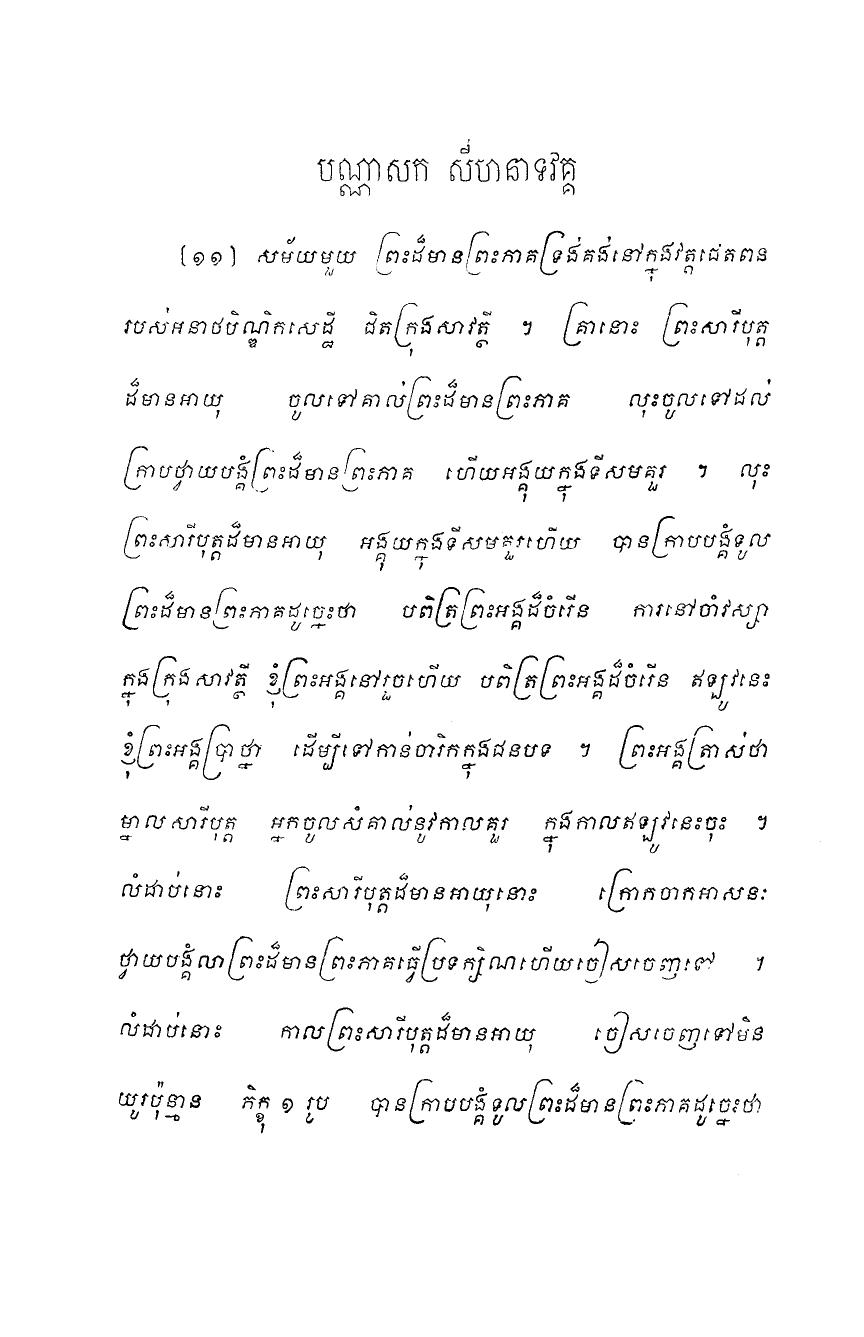 បណ្ណាសក សីហនាទវគ្គ
[១១] សម័យមួយ ព្រះដ៏មានព្រះភាគទ្រង់គង់នៅក្នុងវត្តជេតពន
របស់អនាថបិណ្ឌិកសេដ្ឋី ជិតក្រុងសាវត្ថី ។ គ្រានោះ ព្រះសារីបុត្ត
ដ៏មានអាយុ ចូលទៅគាល់ព្រះដ៏មានព្រះភាគ លុះចូលទៅដល់
ក្រាបថ្វាយបង្គំព្រះដ៏មានព្រះភាគ ហើយអង្គុយក្នុងទីសមគួរ ។ លុះ
ព្រះសារីបុត្តដ៏មានអាយុ អង្គុយក្នុងទីសមគួរហើយ បានក្រាបបង្គំទូល
ព្រះដ៏មានព្រះភាគដូច្នេះថា បពិត្រព្រះអង្គដ៏ចំរើន ការនៅចាំវស្សា
ក្នុងក្រុងសាវត្ថី ខ្ញុំព្រះអង្គនៅរួចហើយ បពិត្រព្រះអង្គដ៏ចំរើន ឥឡូវនេះ
ខ្ញុំព្រះអង្គប្រាថ្នា ដើម្បីទៅកាន់ចារិកក្នុងជនបទ ។ ព្រះអង្គត្រាស់ថា
ម្នាលសារីបុត្ត អ្នកចូលសំគាល់នូវកាលគួរ ក្នុងកាលឥឡូវនេះចុះ ។
លំដាប់នោះ ព្រះសារីបុត្តដ៏មានអាយុនោះ ក្រោកចាកអាសនៈ
ថ្វាយបង្គំលាព្រះដ៏មានព្រះភាគធ្វើប្រទក្សិណហើយចៀសចេញទៅ ។
លំដាប់នោះ កាលព្រះសារីបុត្តដ៏មានអាយុ ចៀសចេញទៅមិន
យូរប៉ុន្មាន ភិក្ខុ ១ រូប បានក្រាបបង្គំទូលព្រះដ៏មានព្រះភាគដូច្នេះថា